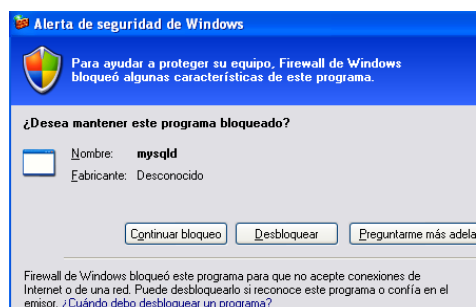 Alerta de seguridad de Windows
Para ayudar a proteger su equipo, Firewall de Windows
bloqueó algunas características de este programa.
¿Desea mantener este programa bloqueado?
Nombre: mysqld
Fabricante: Desconocido
Continuar bloqueo Desbloquear Preguntarme más adela
Firewall de Windows bloqueó este programa para que no acepte conexiones de
Internet o de una red. Puede desbloquearlo si reconoce este programa o confía en el
emisor. ¿Cuándo debo desbloquear un programa?